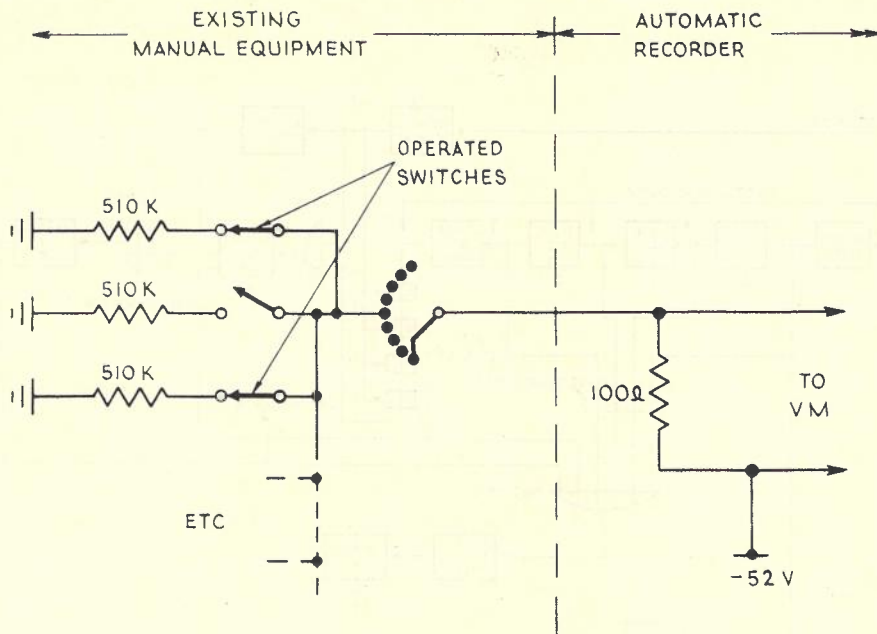 EXISTING
MANUAL EQUIPMENT
AUTOMATIC
RECORDER
OPERATED
SWITCHES
510 K
510 K
510 K
100Ω
TO
VM
ETC
-52 V